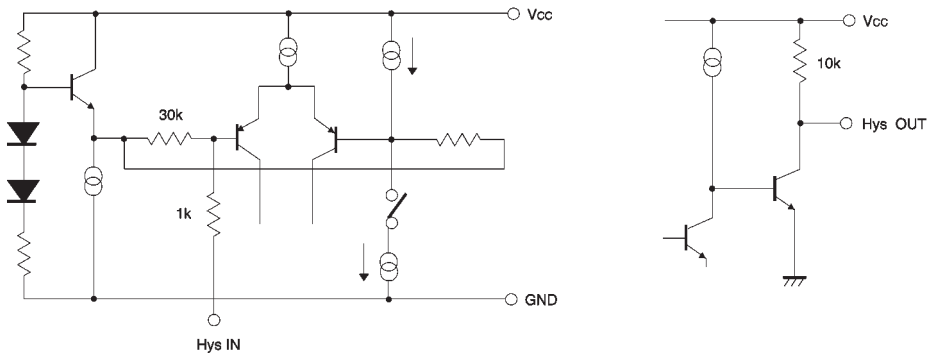 Vcc
30k
1k
GND
Hys IN
Vcc
10k
Hys OUT